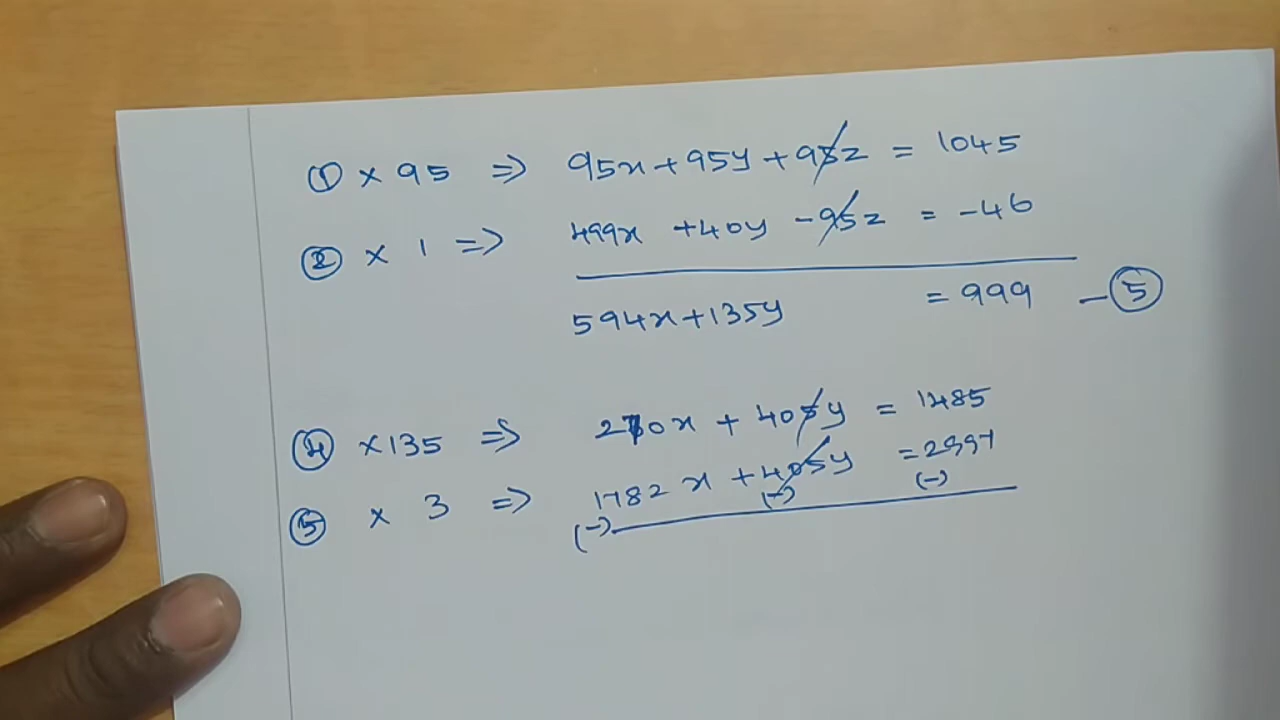 ① × 95 => 95x + 95y + 95z = 1045
② × 1 => 499x + 40y - 95z = -46
594x + 135y = 999 - ⑤
④ × 135 => 270x + 405y = 1485
⑤ × 3 => 1782x + 405y = 2997
(-) (-) (-)